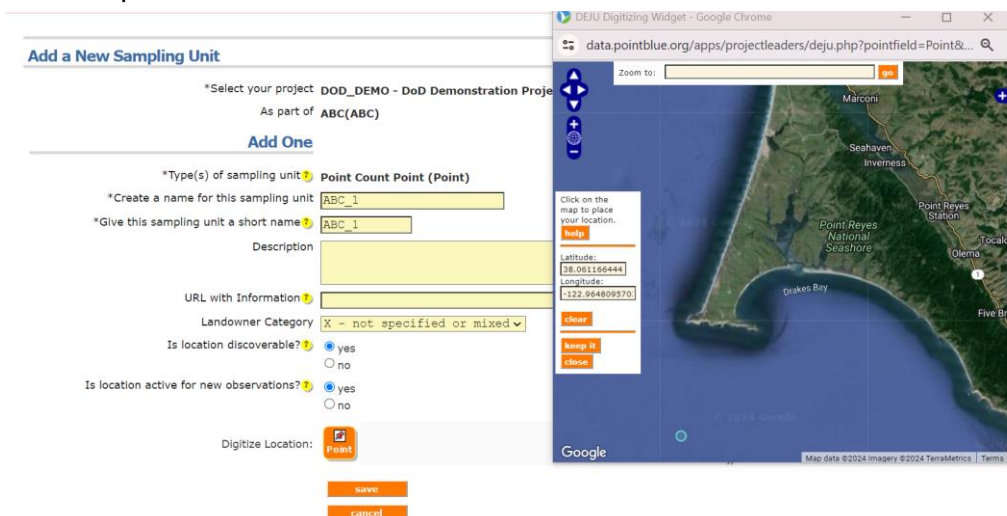 Add a New Sampling Unit
*Select your project DOD_DEMO - DoD Demonstration Proje
As part of ABC(ABC)
Add One
*Type(s) of sampling unit ? Point Count Point (Point)
*Create a name for this sampling unit ABC_1
*Give this sampling unit a short name ? ABC_1
Description
URL with Information ?
Landowner Category X - not specified or mixed
Is location discoverable? ? yes
no
Is location active for new observations? ? yes
no
Digitize Location: Point
save
cancel
DEJU Digitizing Widget - Google Chrome
data.pointblue.org/apps/projectleaders/deju.php?pointfield=Point&...
Zoom to: go
Marconi
Seahaven
Inverness
Point Reyes
Station
Point Reyes
National
Seashore
Olema
Tocalo
1
Drakes Bay
Five Br
Click on the
map to place
your location.
help
Latitude:
38.061166444
Longitude:
-122.964809570
clear
keep it
close
© 2024 Google
Google
Map data ©2024 Imagery ©2024 TerraMetrics Terms